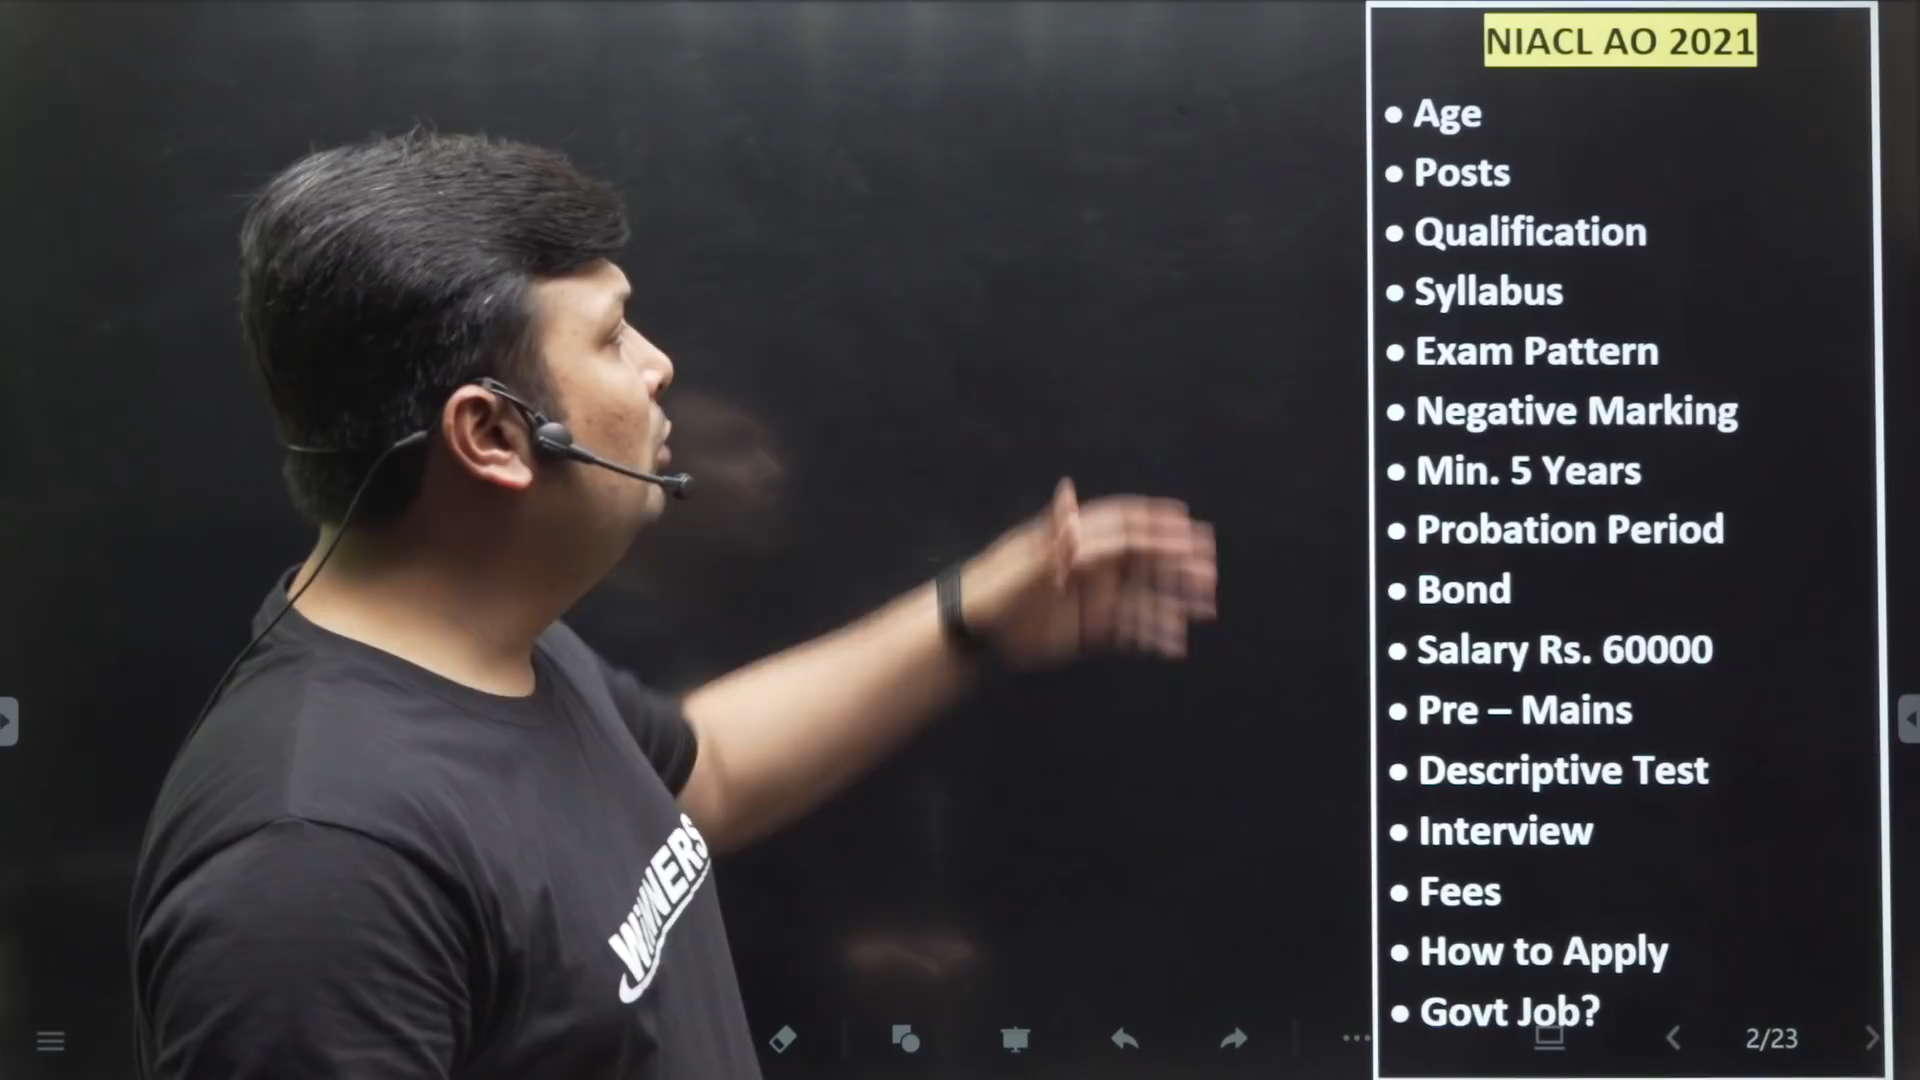 NIACL AO 2021
• Age
• Posts
• Qualification
• Syllabus
• Exam Pattern
• Negative Marking
• Min. 5 Years
• Probation Period
• Bond
• Salary Rs. 60000
• Pre – Mains
• Descriptive Test
• Interview
• Fees
• How to Apply
• Govt Job?
WINNERS
2/23